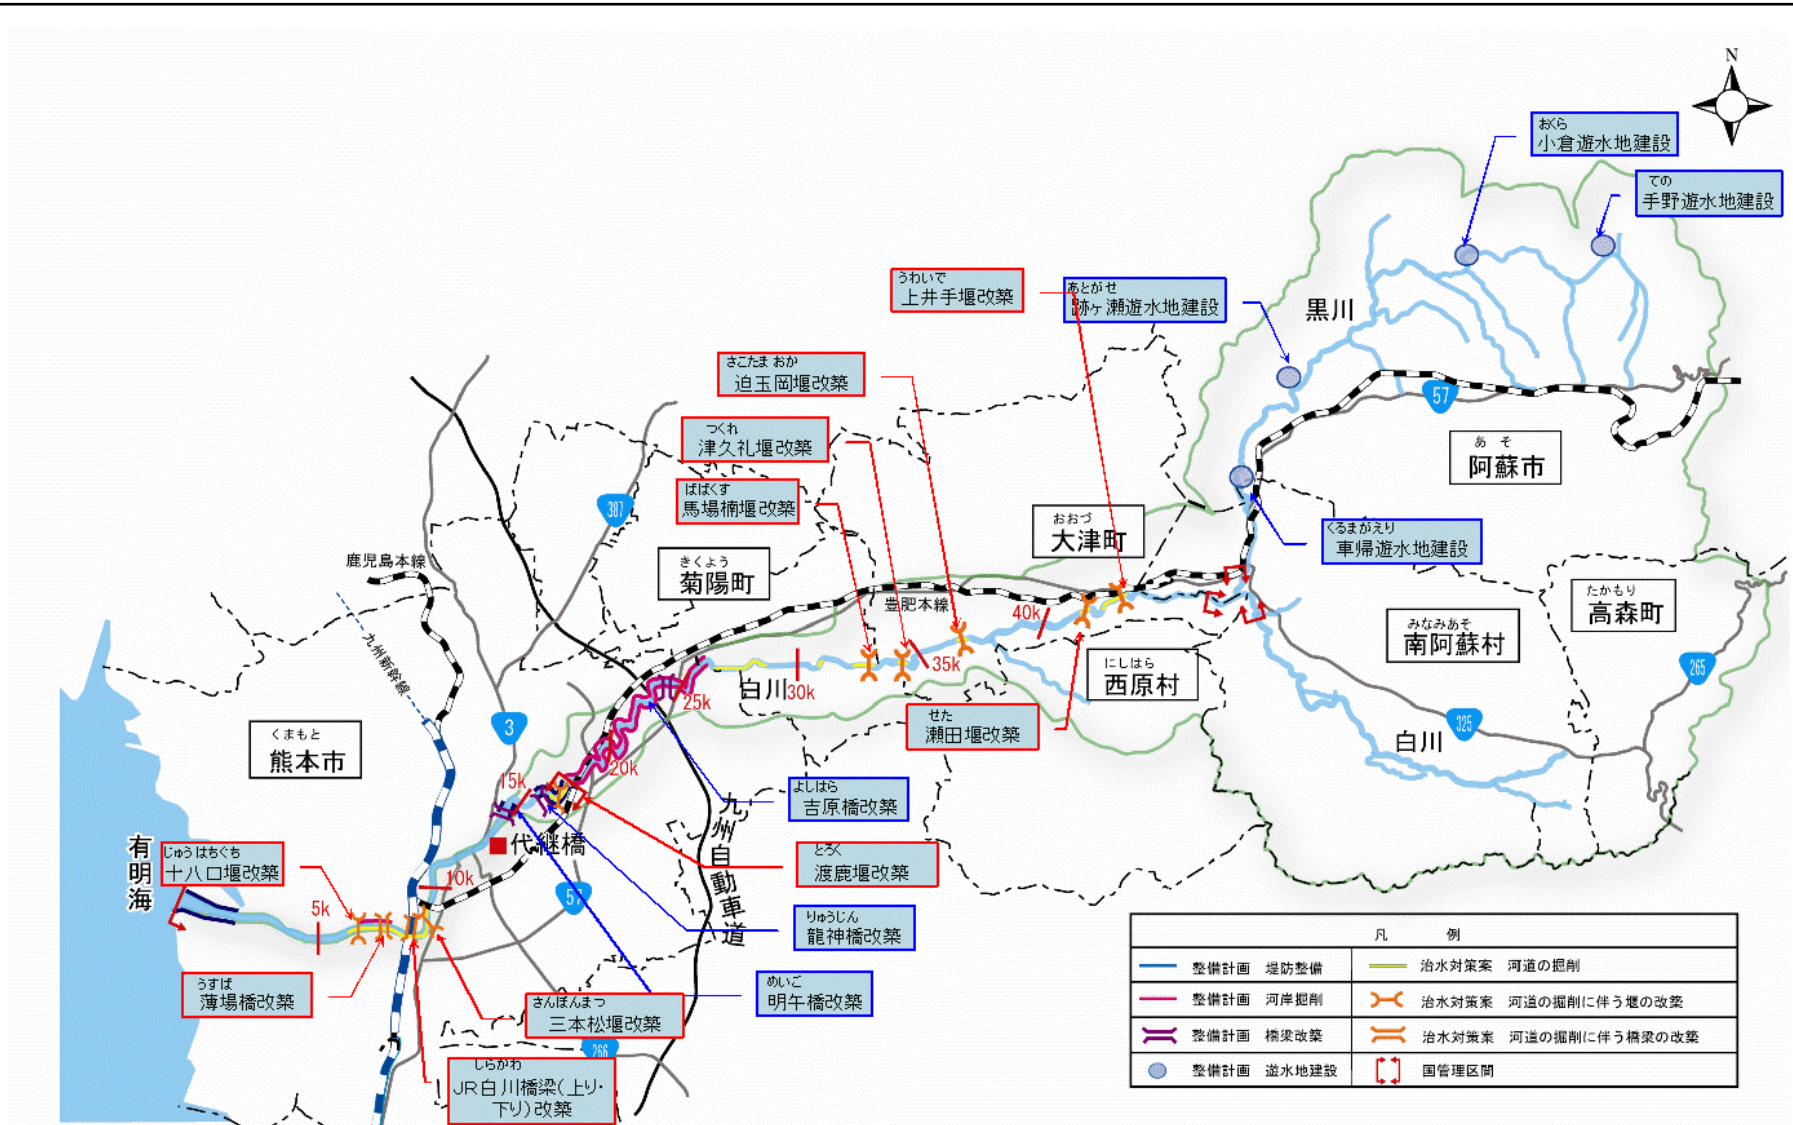 N
おくら
小倉遊水地建設
ての
手野遊水地建設
うわいで
上井手堰改築
あとがせ
跡ヶ瀬遊水地建設
黒川
さこたま おか
迫玉岡堰改築
57
つくれ
津久礼堰改築
あ そ
阿蘇市
ばばくす
馬場楠堰改築
387
おおづ
大津町
くるまがえり
車帰遊水地建設
鹿児島本線
きくよう
菊陽町
豊肥本線
40k
たかもり
高森町
九州新幹線
みなみあそ
南阿蘇村
35k
にしはら
西原村
265
白川
30k
25k
せた
瀬田堰改築
325
白川
3
くまもと
熊本市
20k
15k
よしはら
吉原橋改築
九州自動車道
代継橋
有明海
じゅうはちぐち
十八口堰改築
とろく
渡鹿堰改築
10k
57
5k
りゅうじん
龍神橋改築
うすば
薄場橋改築
めいご
明午橋改築
さんぼんまつ
三本松堰改築
266
しらかわ
JR白川橋梁(上り・
下り)改築
凡 例
整備計画 堤防整備
治水対策案 河道の掘削
整備計画 河岸掘削
治水対策案 河道の掘削に伴う堰の改築
整備計画 橋梁改築
治水対策案 河道の掘削に伴う橋梁の改築
整備計画 遊水地建設
国管理区間